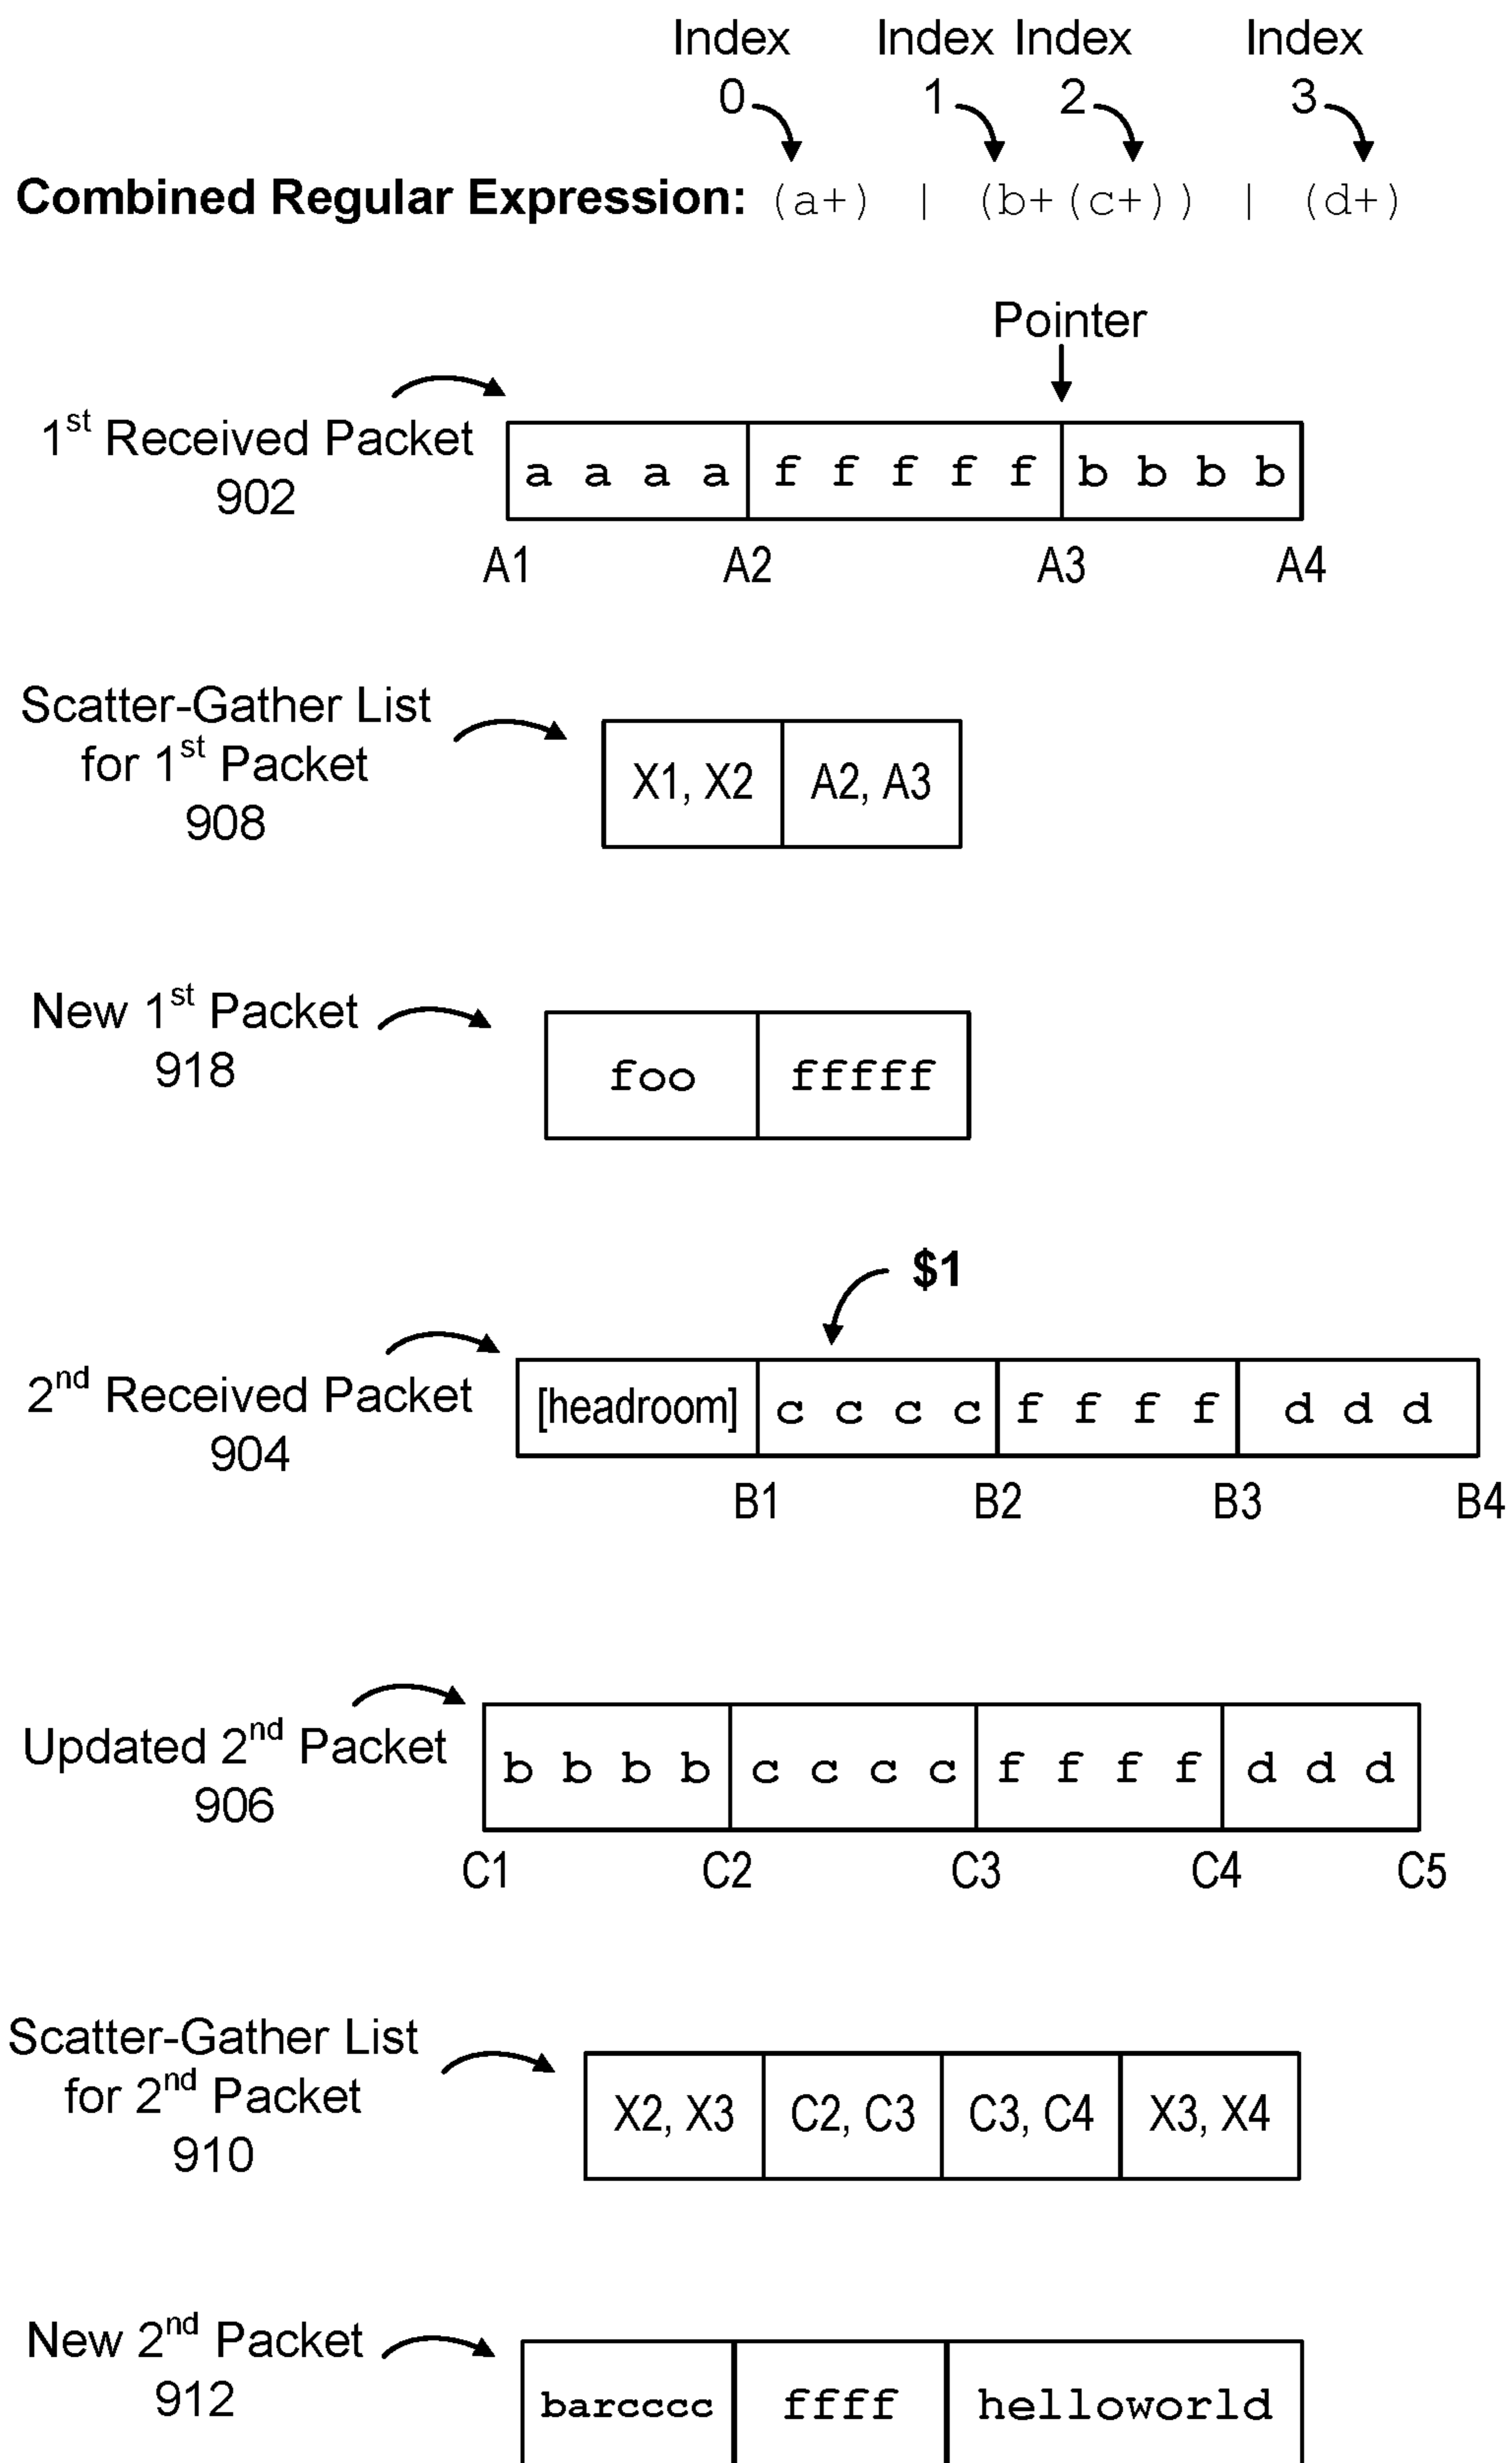 Index Index Index Index
0 1 2 3
Combined Regular Expression: (a+) | (b+(c+)) | (d+)
Pointer
1st Received Packet
902
a a a a f f f f f b b b b
A1 A2 A3 A4
Scatter-Gather List
for 1st Packet
908
X1, X2 A2, A3
New 1st Packet
918
foo fffff
$1
2nd Received Packet
904
[headroom] c c c c f f f f d d d
B1 B2 B3 B4
Updated 2nd Packet
906
b b b b c c c c f f f f d d d
C1 C2 C3 C4 C5
Scatter-Gather List
for 2nd Packet
910
X2, X3 C2, C3 C3, C4 X3, X4
New 2nd Packet
912
barcccc ffff helloworld